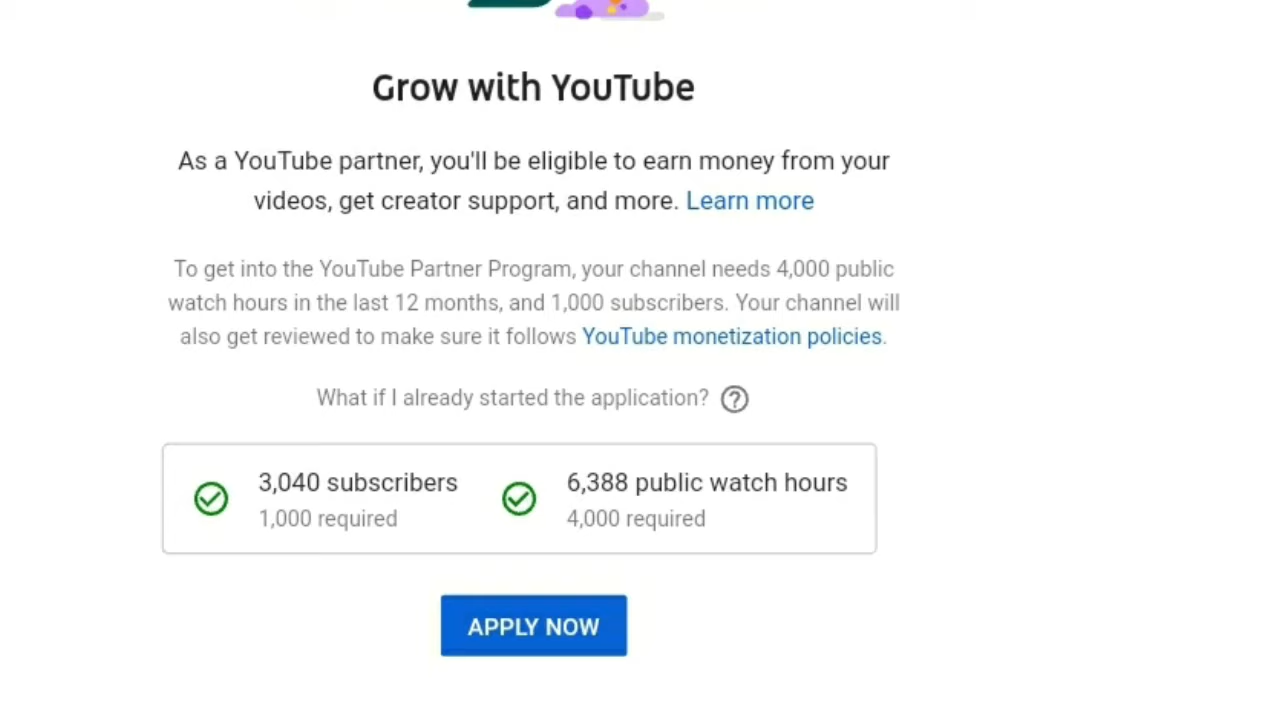 Grow with YouTube
As a YouTube partner, you'll be eligible to earn money from your
videos, get creator support, and more. Learn more
To get into the YouTube Partner Program, your channel needs 4,000 public
watch hours in the last 12 months, and 1,000 subscribers. Your channel will
also get reviewed to make sure it follows YouTube monetization policies.
What if I already started the application? ?
3,040 subscribers
1,000 required
6,388 public watch hours
4,000 required
APPLY NOW